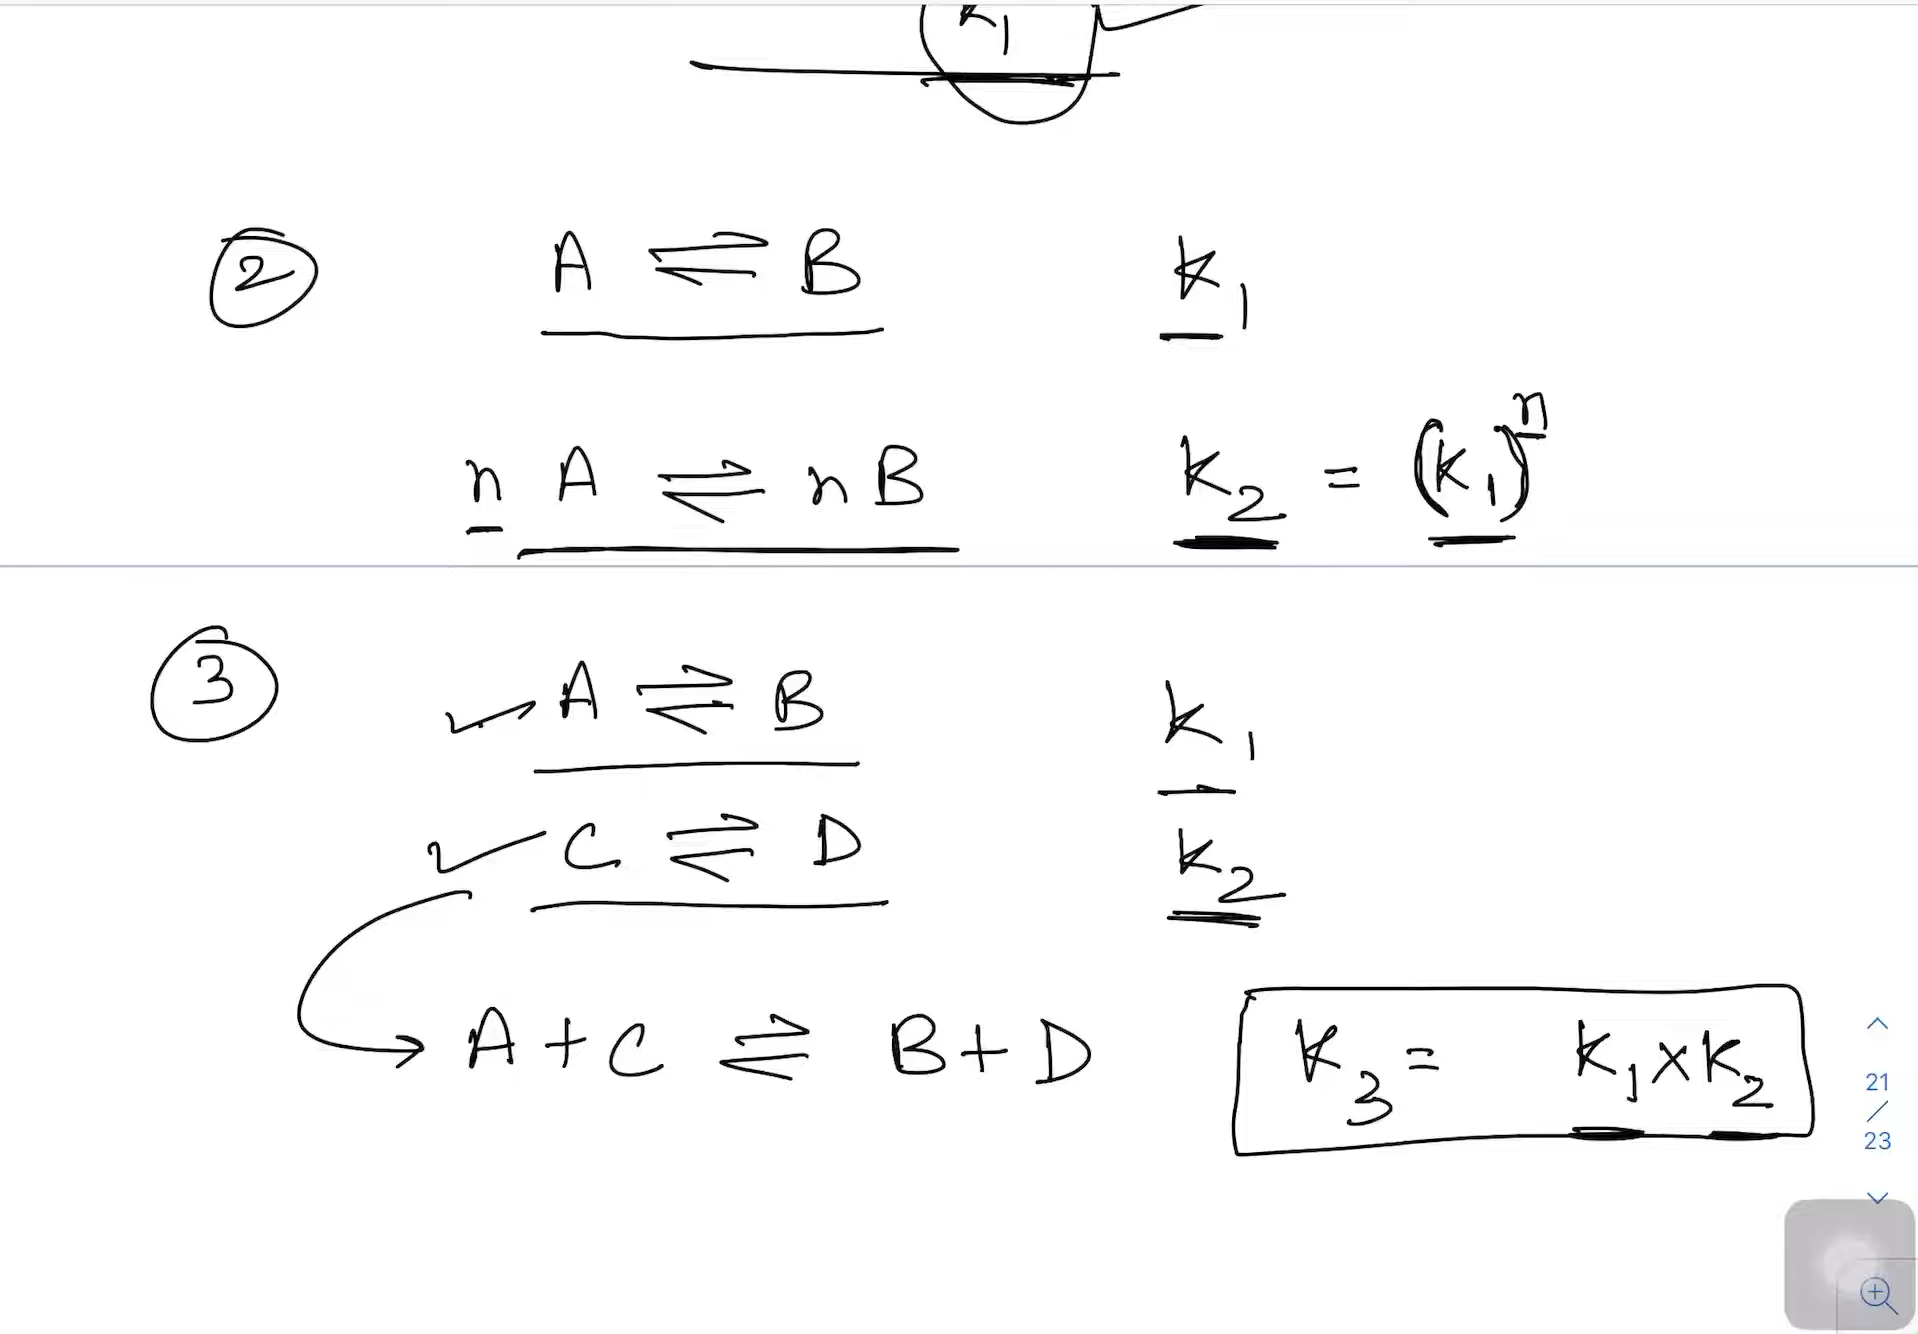 K₁
② A ⇌ B K₁
n A ⇌ n B K₂ = (K₁)ⁿ
③ A ⇌ B K₁
C ⇌ D K₂
A + C ⇌ B + D K₃ = K₁ × K₂
21
/
23